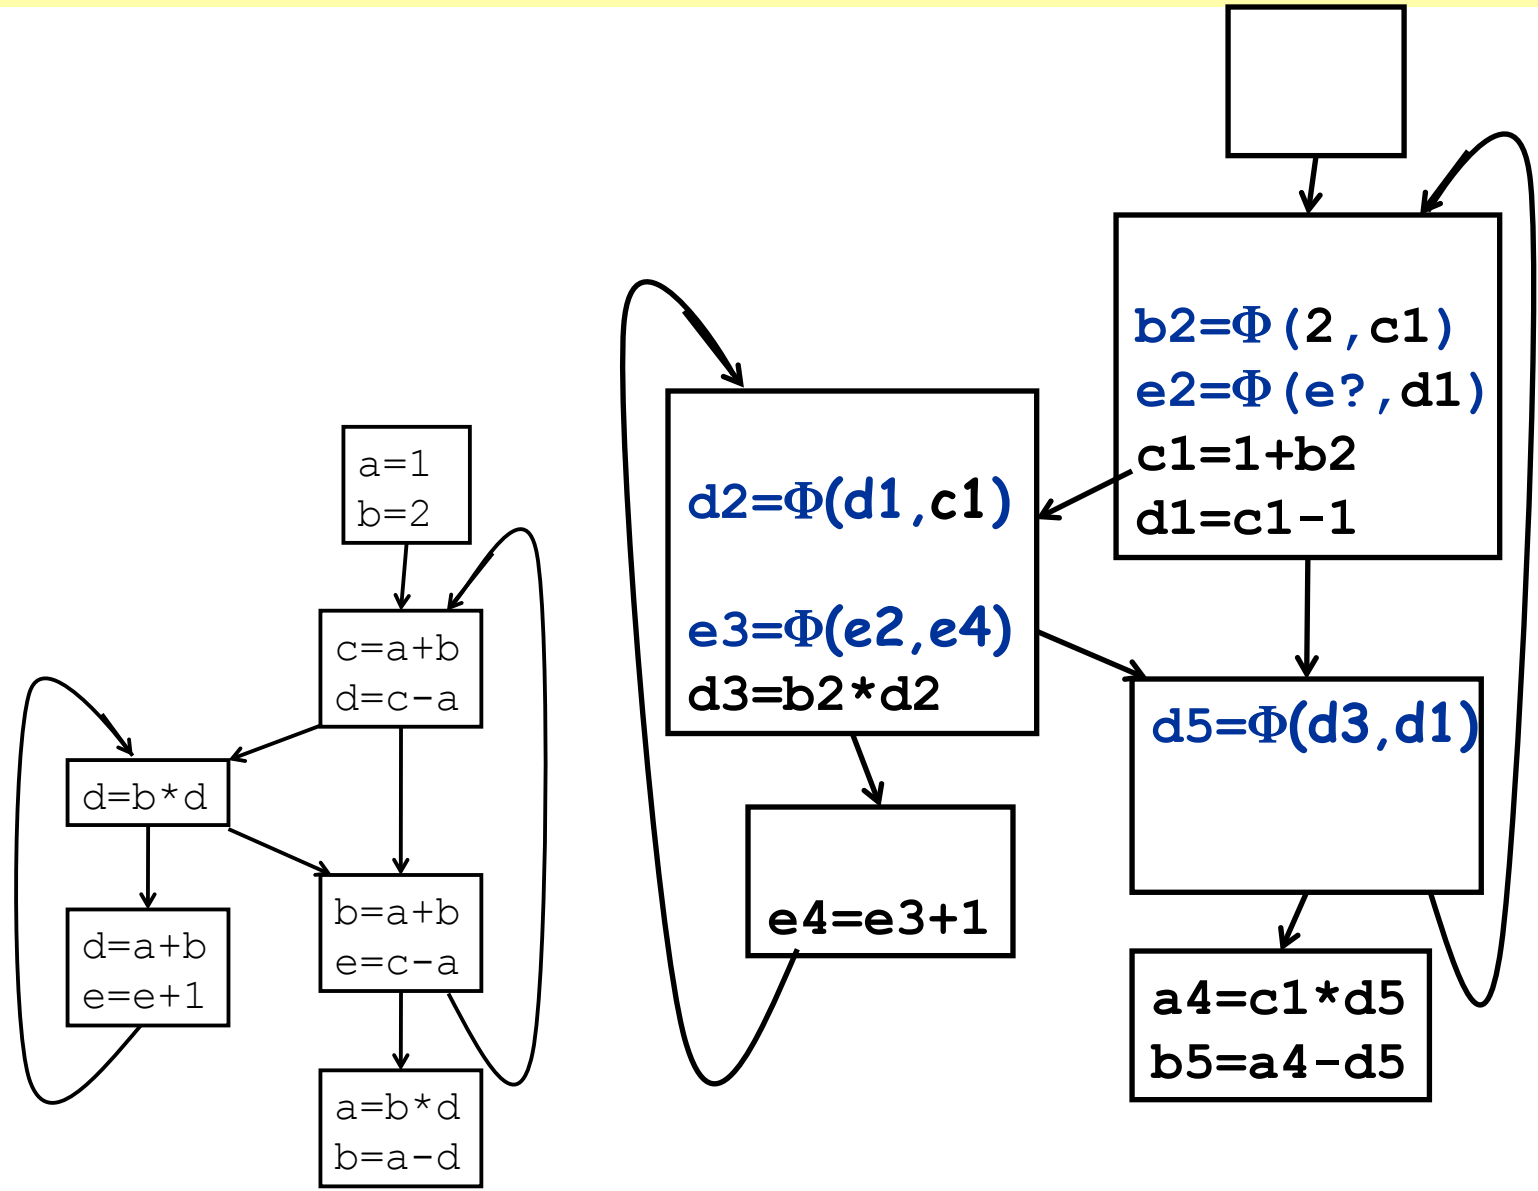 a=1
b=2
c=a+b
d=c-a
d=b*d
d=a+b
e=e+1
b=a+b
e=c-a
a=b*d
b=a-d
b2=Φ(2,c1)
e2=Φ(e?,d1)
c1=1+b2
d1=c1-1
d2=Φ(d1,c1)
e3=Φ(e2,e4)
d3=b2*d2
e4=e3+1
d5=Φ(d3,d1)
a4=c1*d5
b5=a4-d5